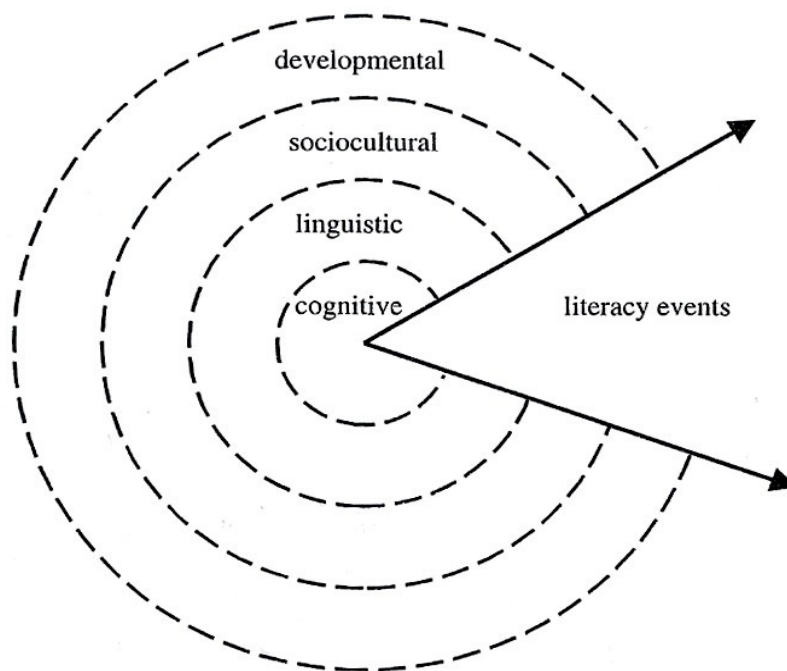 developmental
sociocultural
linguistic
cognitive
literacy events